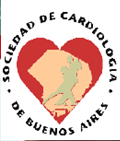 SOCIEDAD DE CARDIOLOGIA
DE BUENOS AIRES